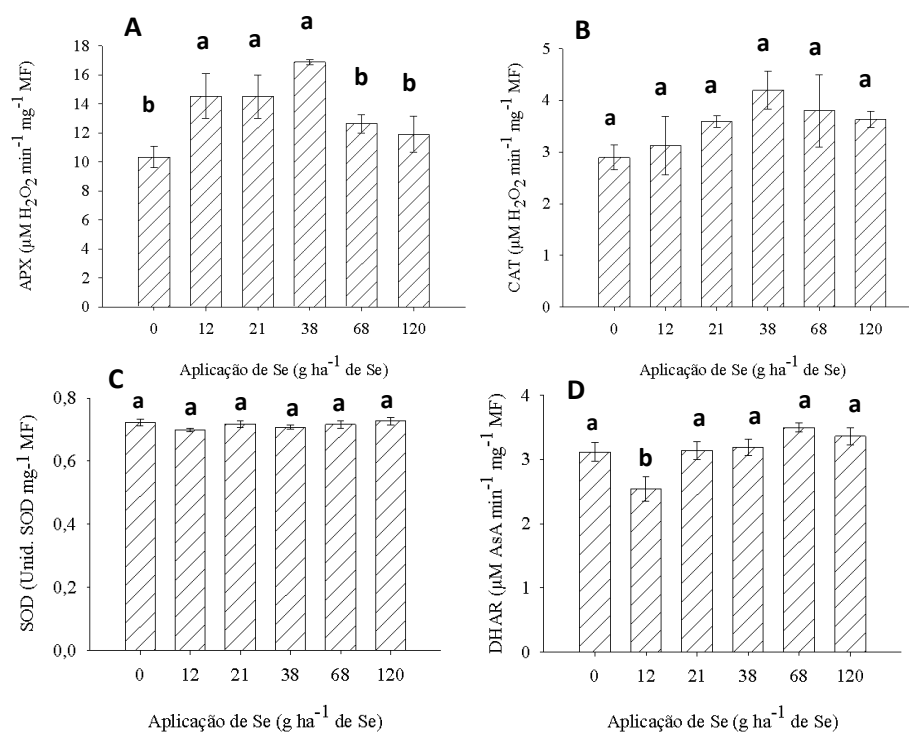 A
APX (µM H₂O₂ min⁻¹ mg⁻¹ MF)
18
16
14
12
10
8
6
4
2
0
b
a
a
a
b
b
0 12 21 38 68 120
Aplicação de Se (g ha⁻¹ de Se)
B
CAT (µM H₂O₂ min⁻¹ mg⁻¹ MF)
5
4
3
2
1
0
a
a
a
a
a
a
0 12 21 38 68 120
Aplicação de Se (g ha⁻¹ de Se)
C
SOD (Unid. SOD mg-¹ MF)
0,8
0,6
0,4
0,2
0,0
a
a
a
a
a
a
0 12 21 38 68 120
Aplicação de Se (g ha⁻¹ de Se)
D
DHAR (µM AsA min⁻¹ mg⁻¹ MF)
4
3
2
1
0
a
b
a
a
a
a
0 12 21 38 68 120
Aplicação de Se (g ha⁻¹ de Se)